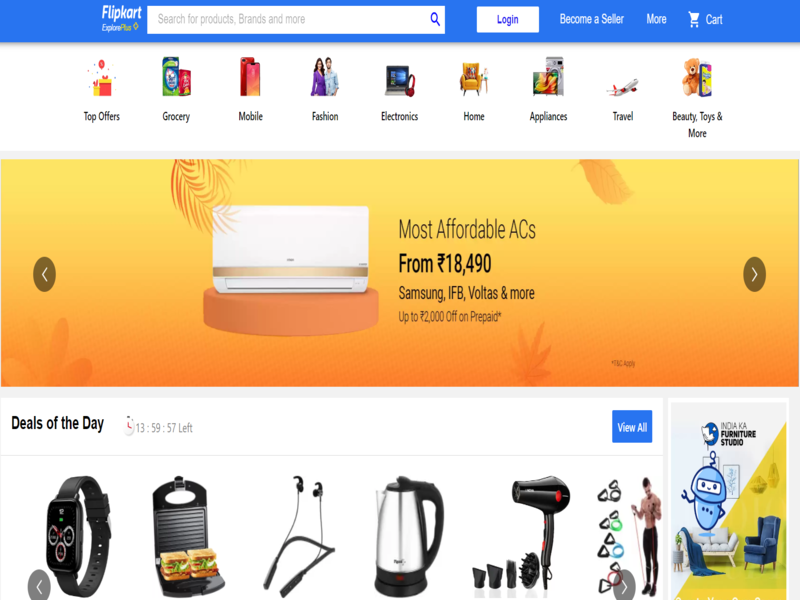 Flipkart
Explore Plus
Search for products, Brands and more
Login
Become a Seller
More
Cart
Top Offers
Grocery
Mobile
Fashion
Electronics
Home
Appliances
Travel
Beauty, Toys &
More
Most Affordable ACs
From ₹18,490
Samsung, IFB, Voltas & more
Up to ₹2,000 Off on Prepaid*
*T&C Apply
Deals of the Day
13 : 59 : 57 Left
View All
INDIA KA
FURNITURE
STUDIO